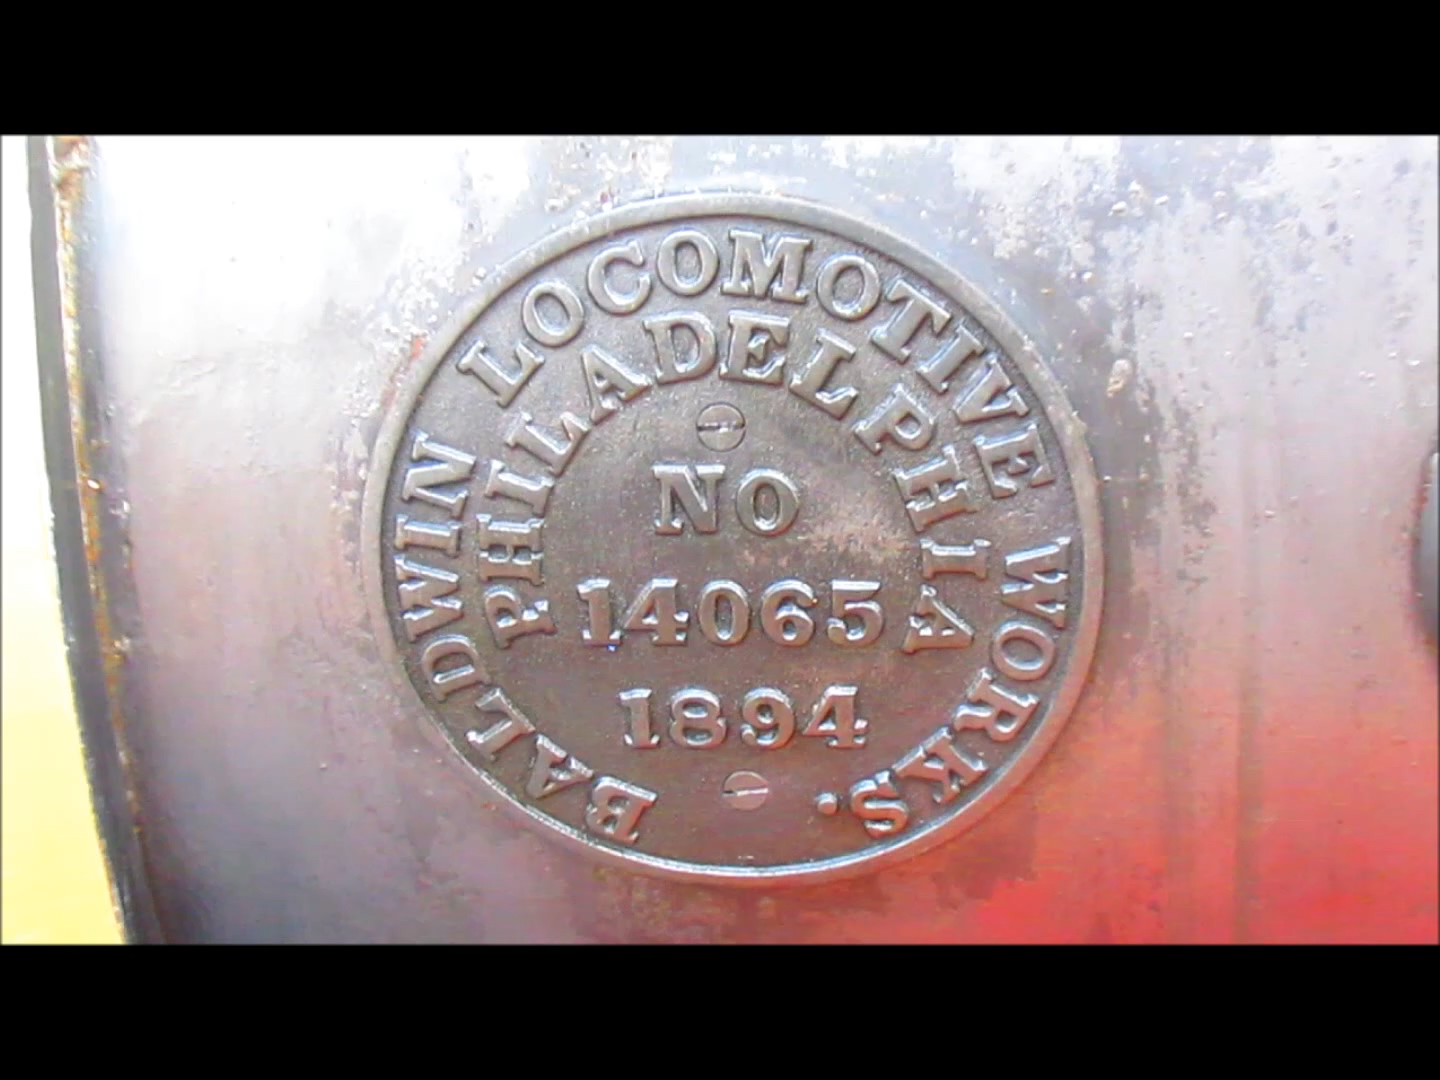 BALDWIN LOCOMOTIVE WORKS.
PHILADELPHIA
NO
14065
1894